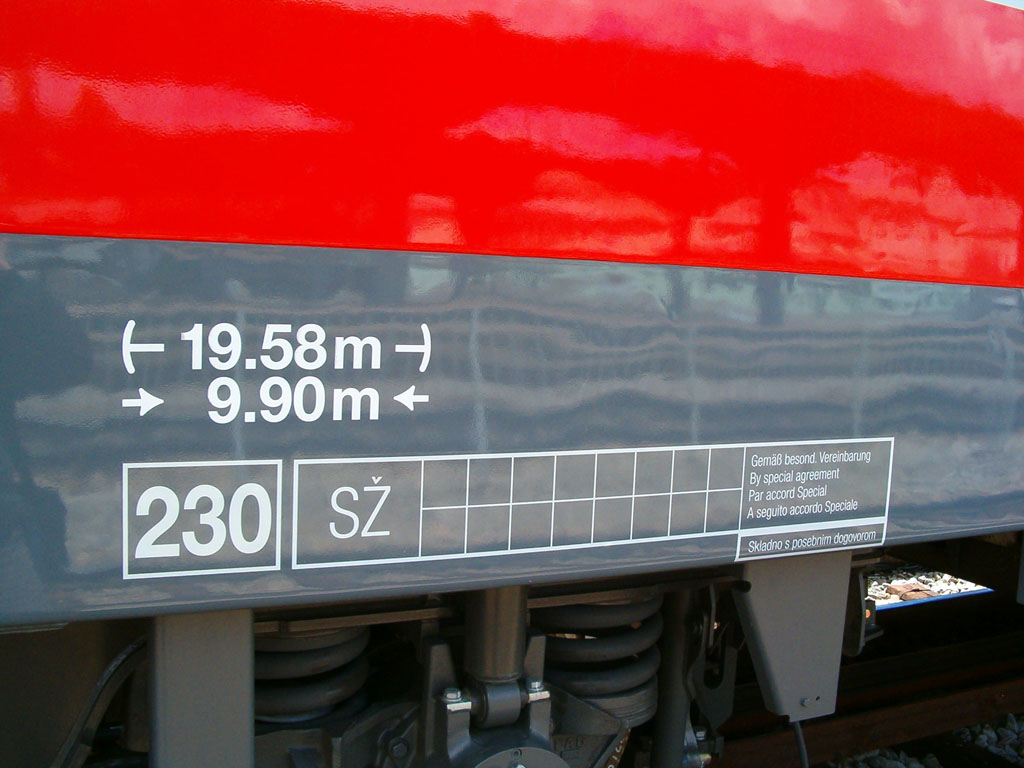 19.58m
9.90m
230
SŽ
Gemäß besond. Vereinbarung
By special agreement
Par accord Special
A seguito accordo Speciale
Skladno s posebnim dogovorom